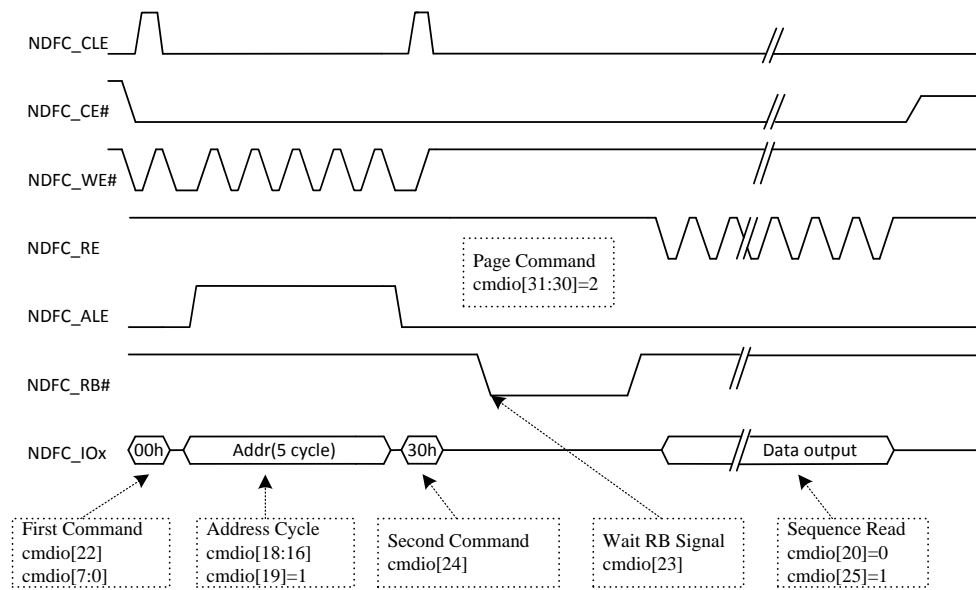 NDFC_CLE
NDFC_CE#
NDFC_WE#
NDFC_RE
Page Command
cmdio[31:30]=2
NDFC_ALE
NDFC_RB#
NDFC_IOx
00h
Addr(5 cycle)
30h
Data output
First Command
cmdio[22]
cmdio[7:0]
Address Cycle
cmdio[18:16]
cmdio[19]=1
Second Command
cmdio[24]
Wait RB Signal
cmdio[23]
Sequence Read
cmdio[20]=0
cmdio[25]=1